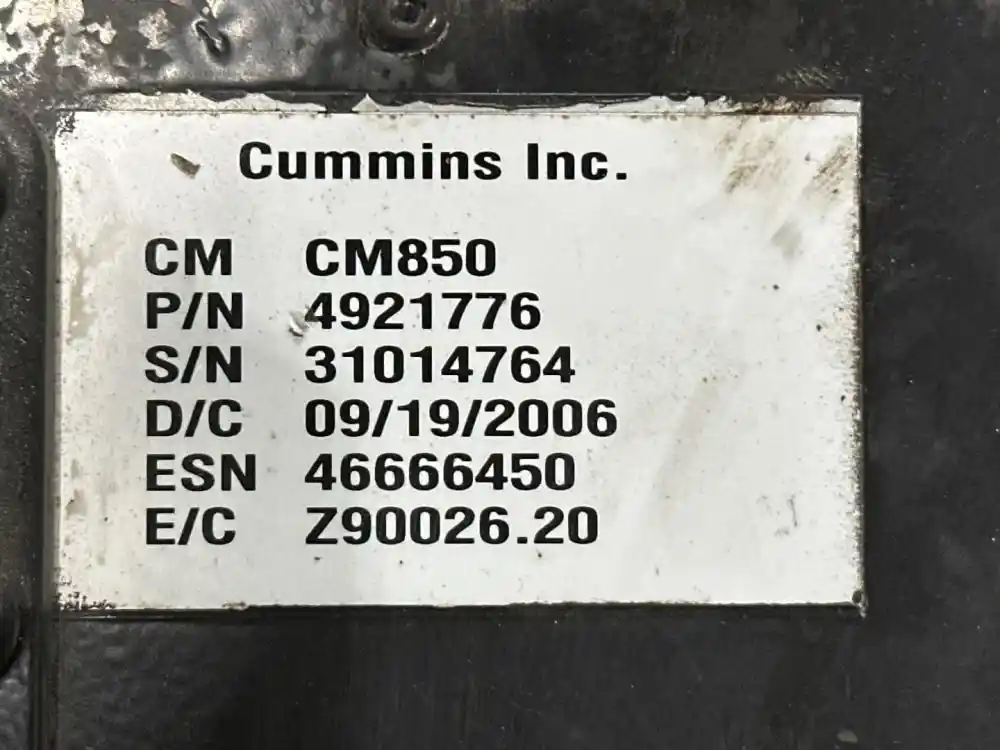 Cummins Inc.
CM CM850
P/N 4921776
S/N 31014764
D/C 09/19/2006
ESN 46666450
E/C Z90026.20